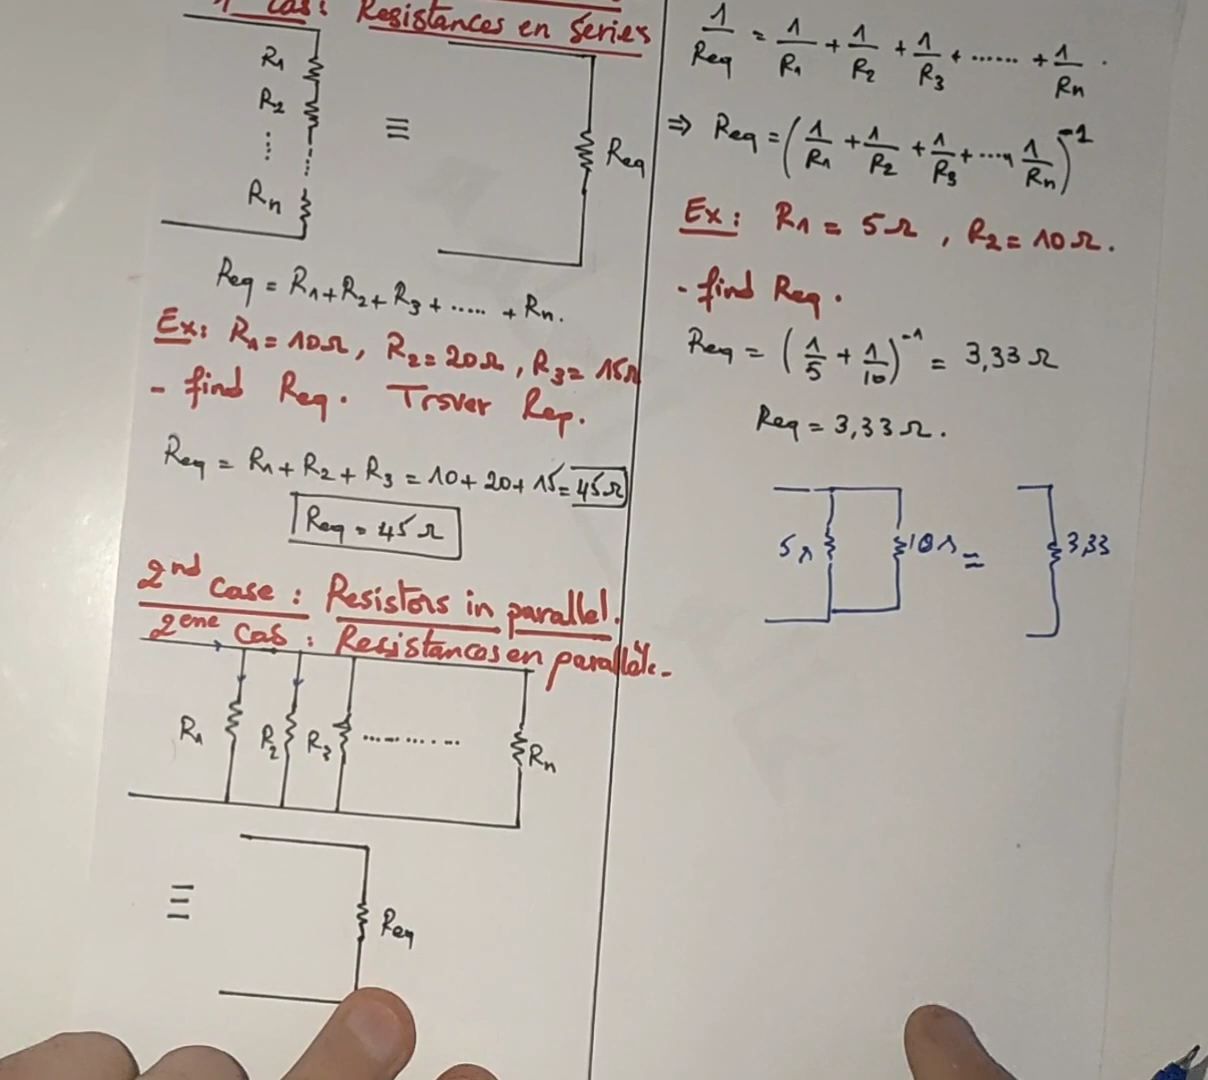 Cas: Resistances en series
R1
R2
....
Rn
≡
Req
Req = R1+R2+R3+.....+Rn.
Ex: R1=10Ω, R2=20Ω, R3=15Ω
- find Req. Trover Rep.
Req = R1+R2+R3=10+20+15=45Ω
Req = 45Ω
2nd case: Resistors in parallel.
2eme Cas: Resistances en parallèle.
R1
R2
R3
...........
Rn
≡
Req
1/Req = 1/R1 + 1/R2 + 1/R3 + ...... + 1/Rn.
⇒ Req = (1/R1 + 1/R2 + 1/R3 + ...., 1/Rn)^-1
Ex: R1 = 5Ω, R2=10Ω.
- find Req.
Req = (1/5 + 1/10)^-1 = 3,33Ω
Req = 3,33Ω.
5Ω
10Ω
=
3,33